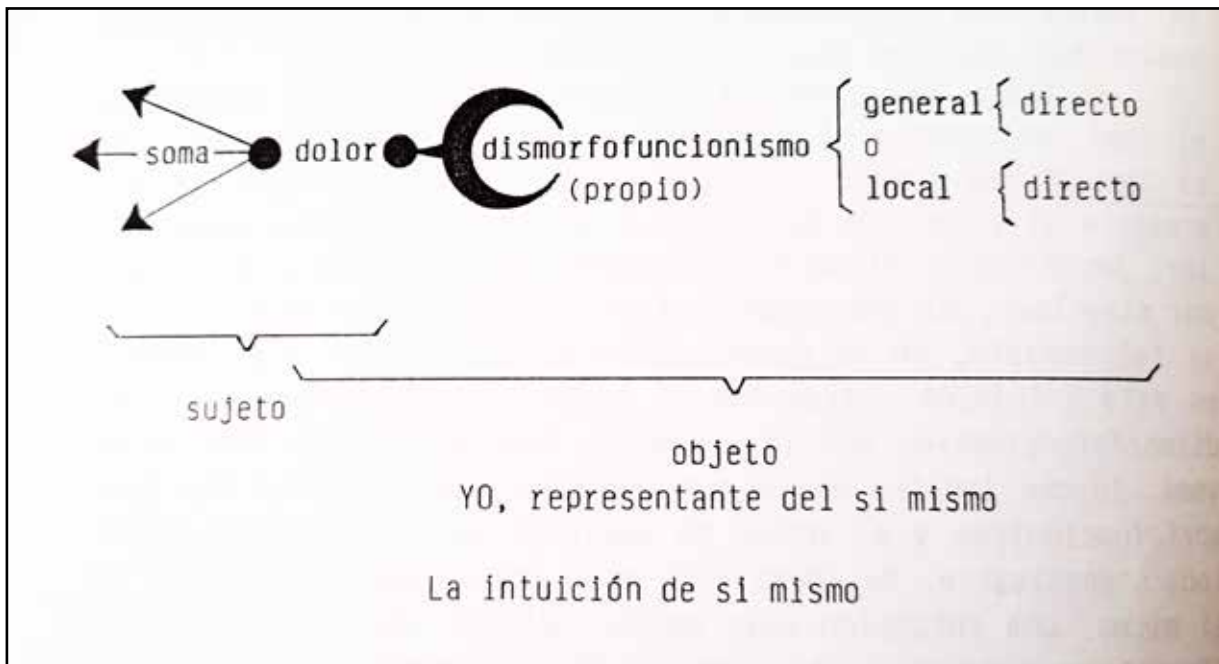 general { directo
soma dolor dismorfofuncionismo { o
(propio)
local { directo
sujeto
objeto
YO, representante del si mismo
La intuición de si mismo